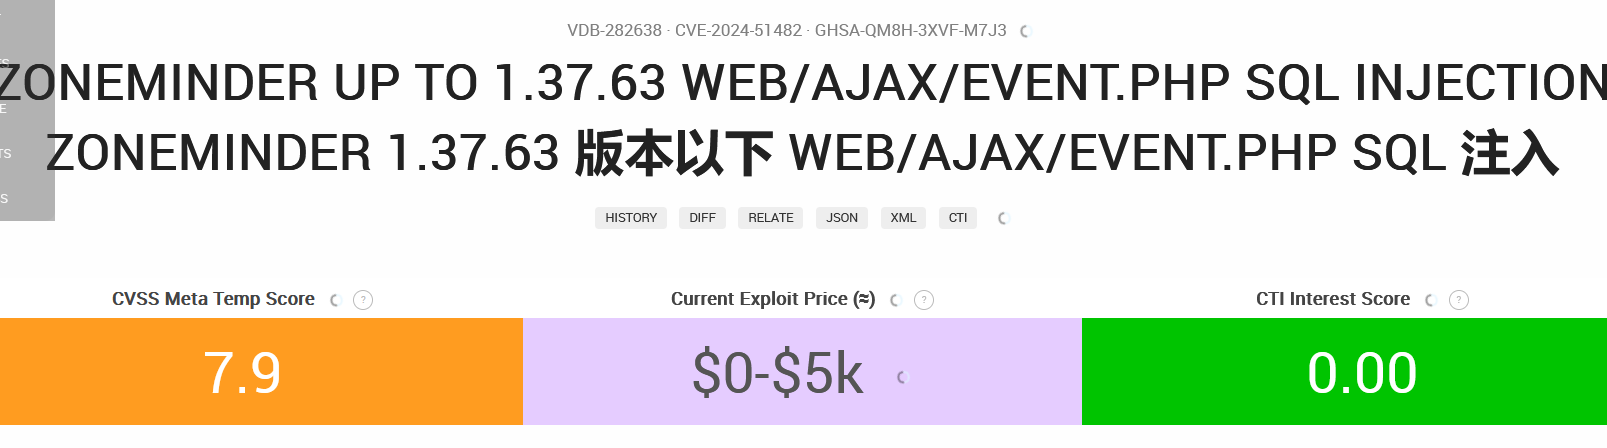 VDB-282638 · CVE-2024-51482 · GHSA-QM8H-3XVF-M7J3
ZONEMINDER UP TO 1.37.63 WEB/AJAX/EVENT.PHP SQL INJECTION
ZONEMINDER 1.37.63 版本以下 WEB/AJAX/EVENT.PHP SQL 注入
HISTORY DIFF RELATE JSON XML CTI
CVSS Meta Temp Score ? Current Exploit Price (≈) ? CTI Interest Score ?
7.9 $0-$5k 0.00